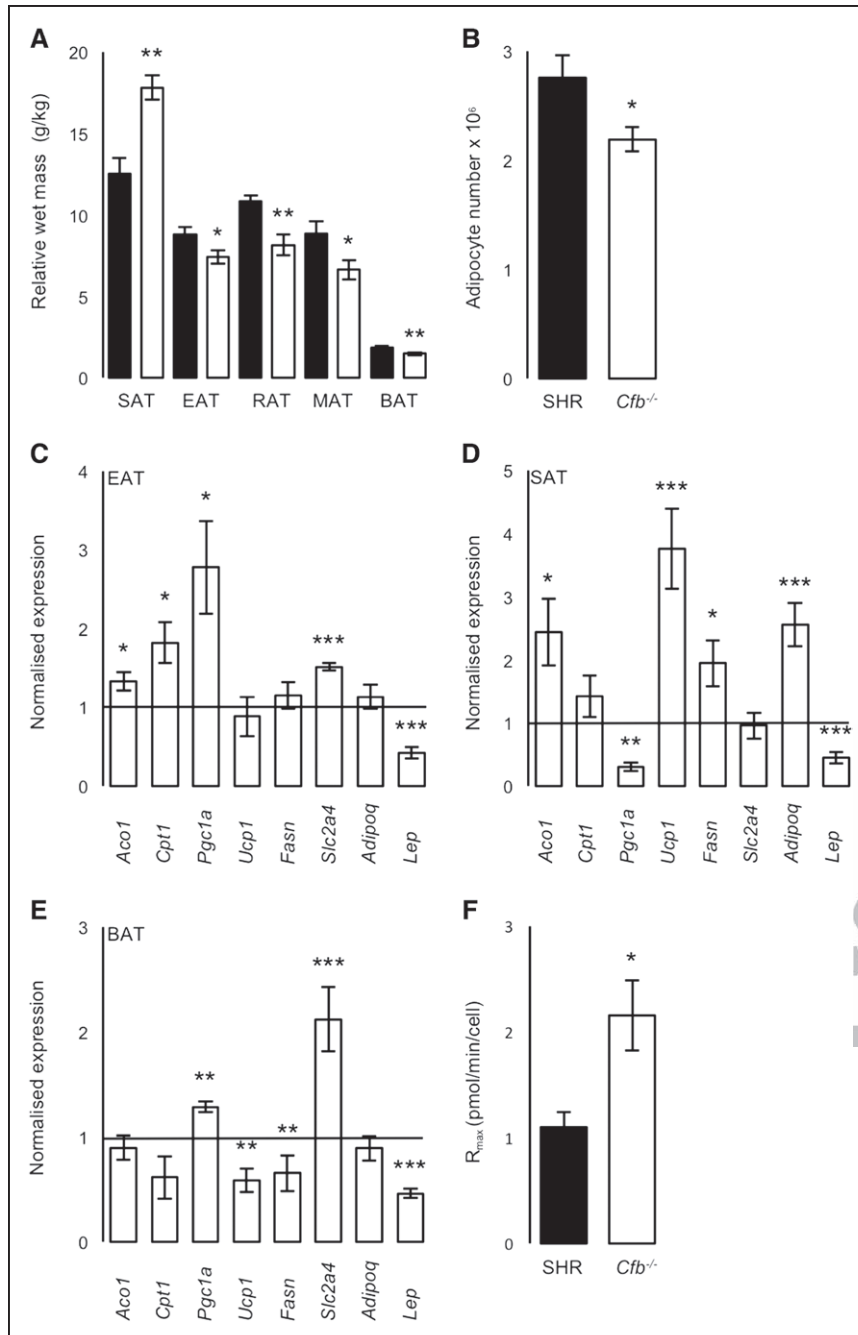 A
Relative wet mass (g/kg)
20
15
10
5
0
**
*
**
*
**
SAT EAT RAT MAT BAT
B
Adipocyte number x 10⁶
3
2
1
0
*
SHR Cfb-/-
C
EAT
Normalised expression
4
3
2
1
0
*
*
*
***
***
Aco1 Cpt1 Pgc1a Ucp1 Fasn Slc2a4 Adipoq Lep
D
SAT
Normalised expression
5
4
3
2
1
0
*
**
***
*
***
***
Aco1 Cpt1 Pgc1a Ucp1 Fasn Slc2a4 Adipoq Lep
E
BAT
Normalised expression
3
2
1
0
**
**
**
***
***
Aco1 Cpt1 Pgc1a Ucp1 Fasn Slc2a4 Adipoq Lep
F
Rmax (pmol/min/cell)
3
2
1
0
*
SHR Cfb-/-